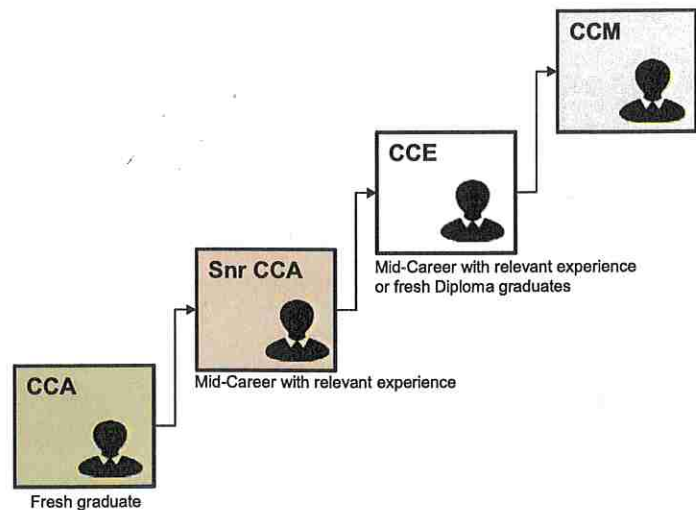 CCM
CCE
Mid-Career with relevant experience
or fresh Diploma graduates
Snr CCA
Mid-Career with relevant experience
CCA
Fresh graduate